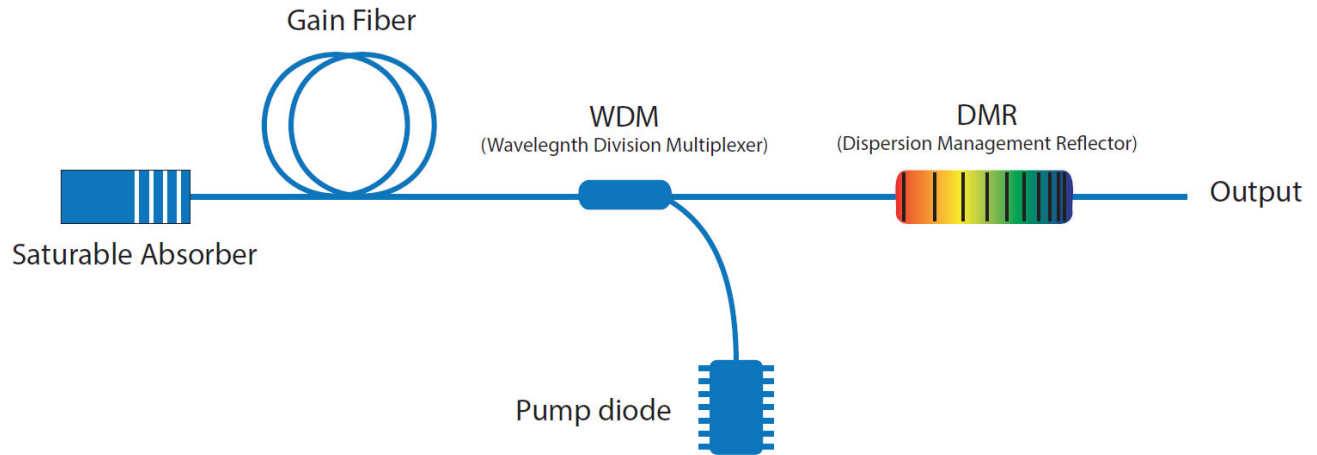 Gain Fiber
WDM
(Wavelegnth Division Multiplexer)
DMR
(Dispersion Management Reflector)
Output
Saturable Absorber
Pump diode